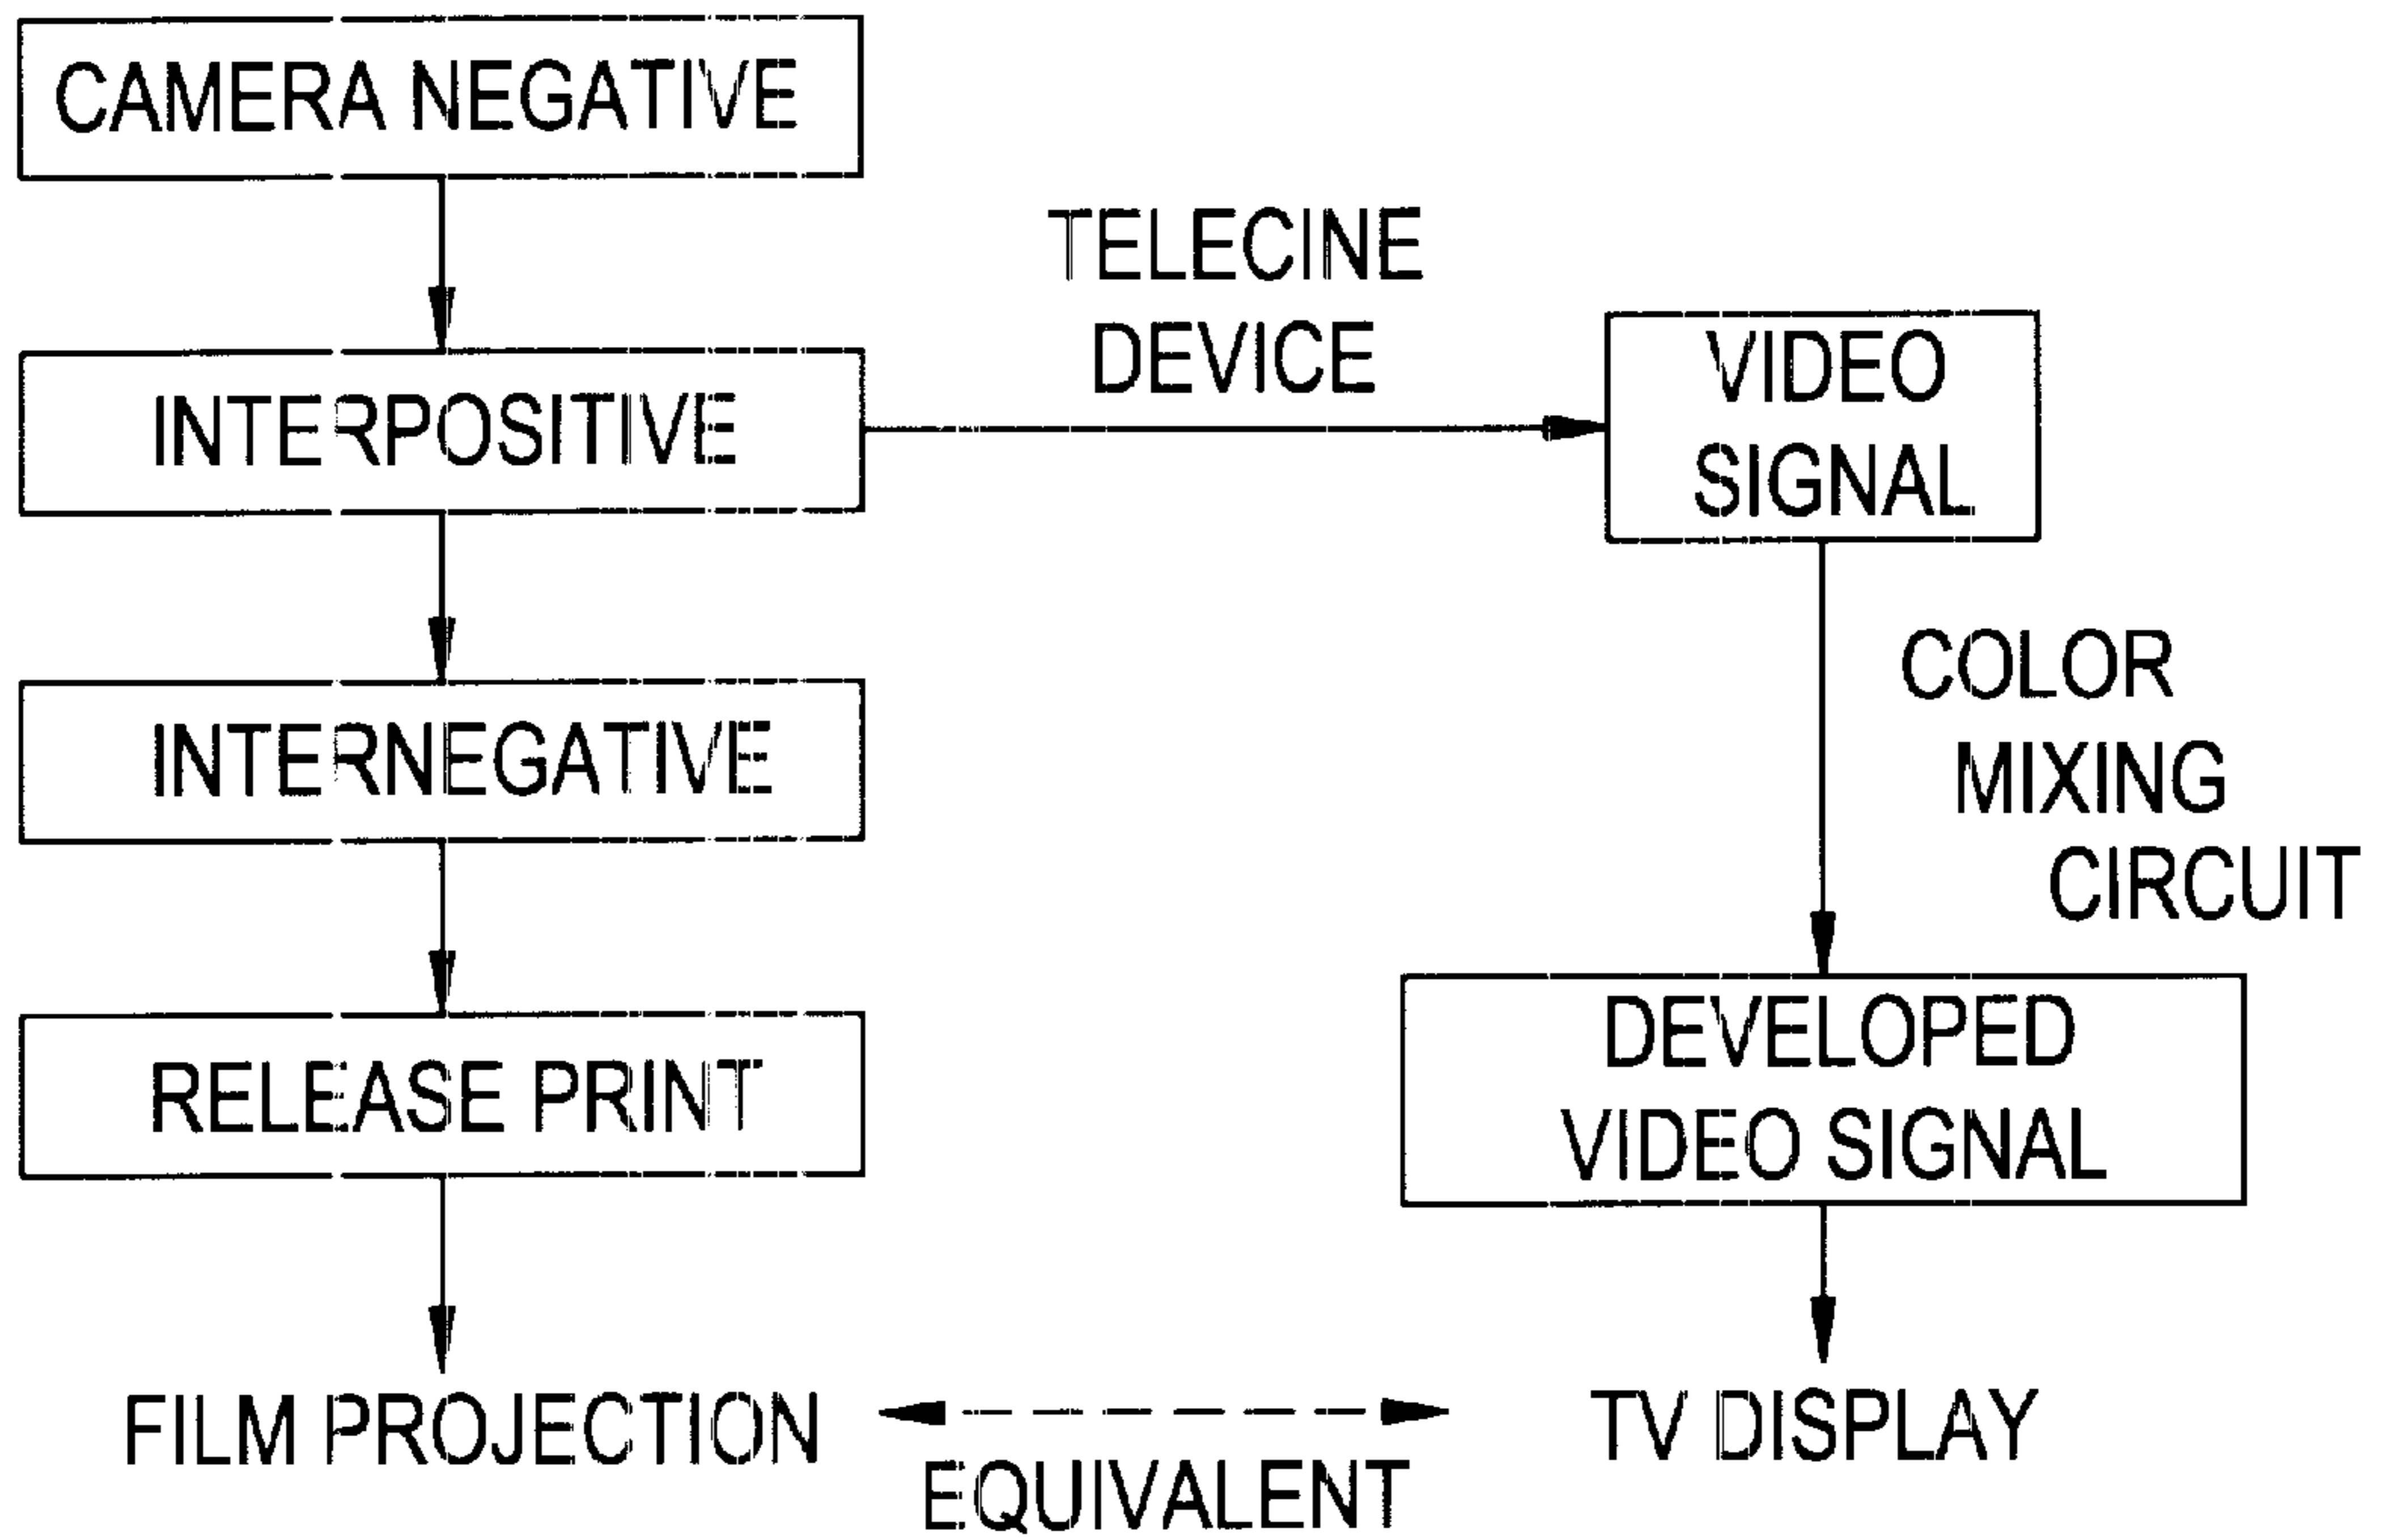 CAMERA NEGATIVE
TELECINE
DEVICE
INTERPOSITIVE
VIDEO
SIGNAL
INTERNEGATIVE
COLOR
MIXING
CIRCUIT
RELEASE PRINT
DEVELOPED
VIDEO SIGNAL
FILM PROJECTION
EQUIVALENT
TV DISPLAY